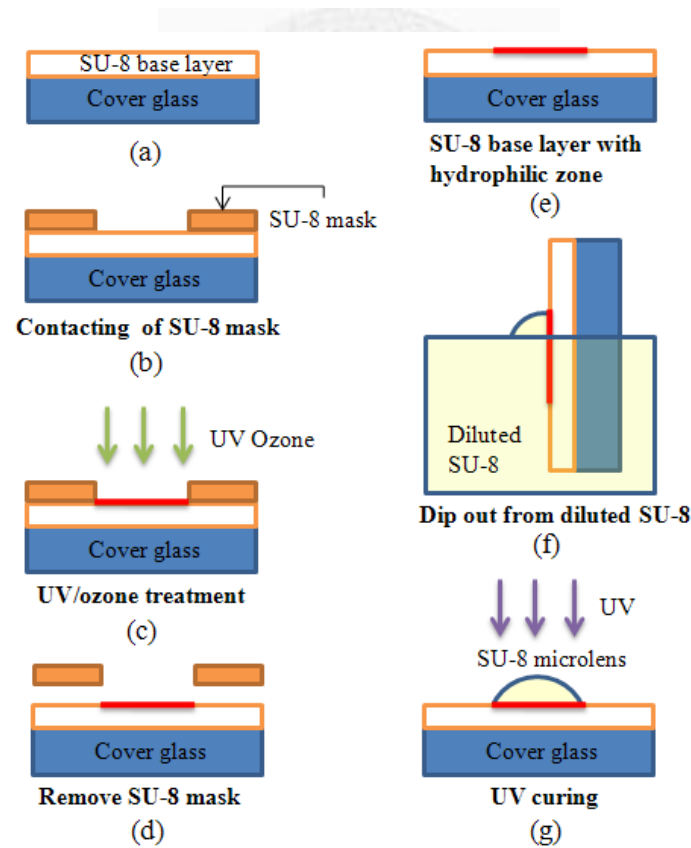 SU-8 base layer
Cover glass
(a)
SU-8 mask
Cover glass
Contacting of SU-8 mask
(b)
UV Ozone
Cover glass
UV/ozone treatment
(c)
Cover glass
Remove SU-8 mask
(d)
Cover glass
SU-8 base layer with
hydrophilic zone
(e)
Diluted
SU-8
Dip out from diluted SU-8
(f)
UV
SU-8 microlens
Cover glass
UV curing
(g)